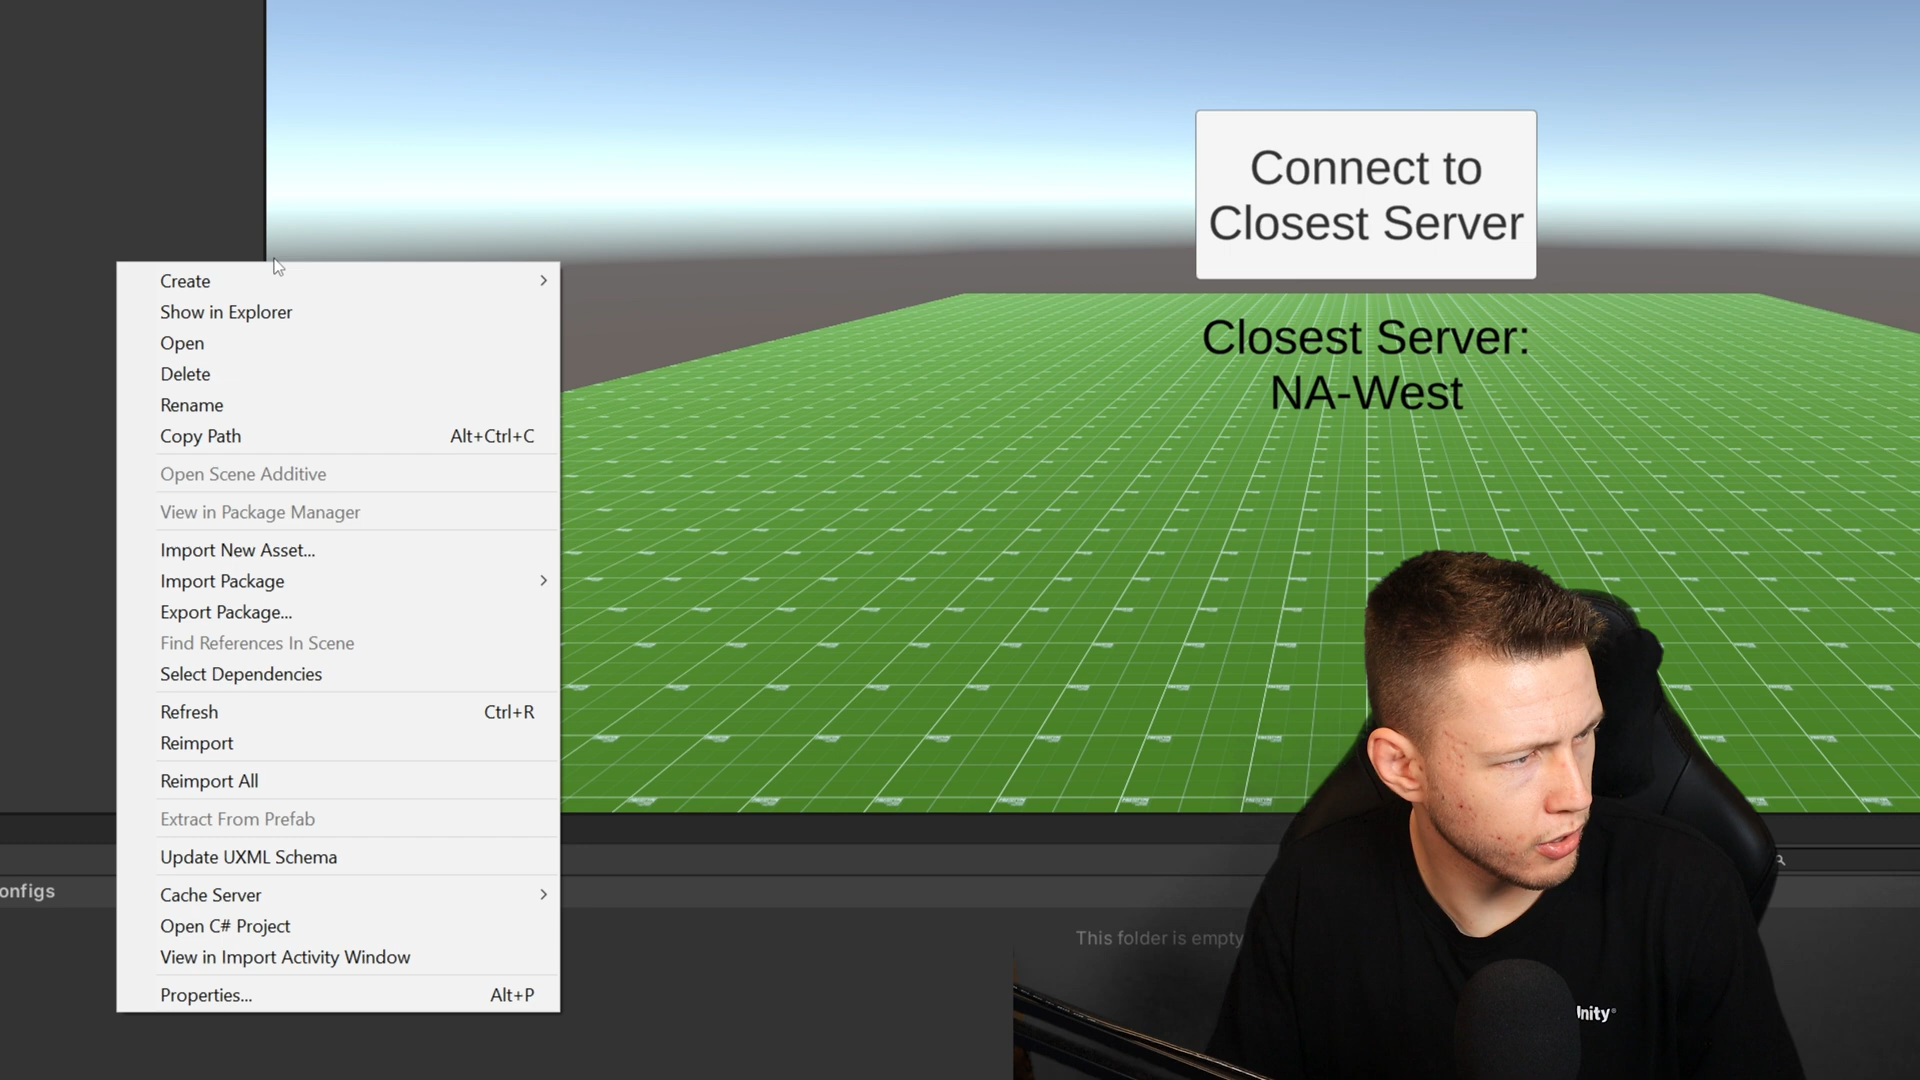 Connect to
Closest Server
Closest Server:
NA-West
Create
Show in Explorer
Open
Delete
Rename
Copy Path Alt+Ctrl+C
Open Scene Additive
View in Package Manager
Import New Asset...
Import Package
Export Package...
Find References In Scene
Select Dependencies
Refresh Ctrl+R
Reimport
Reimport All
Extract From Prefab
Update UXML Schema
Cache Server
Open C# Project
View in Import Activity Window
Properties... Alt+P
onfigs
This folder is empty
Unity®